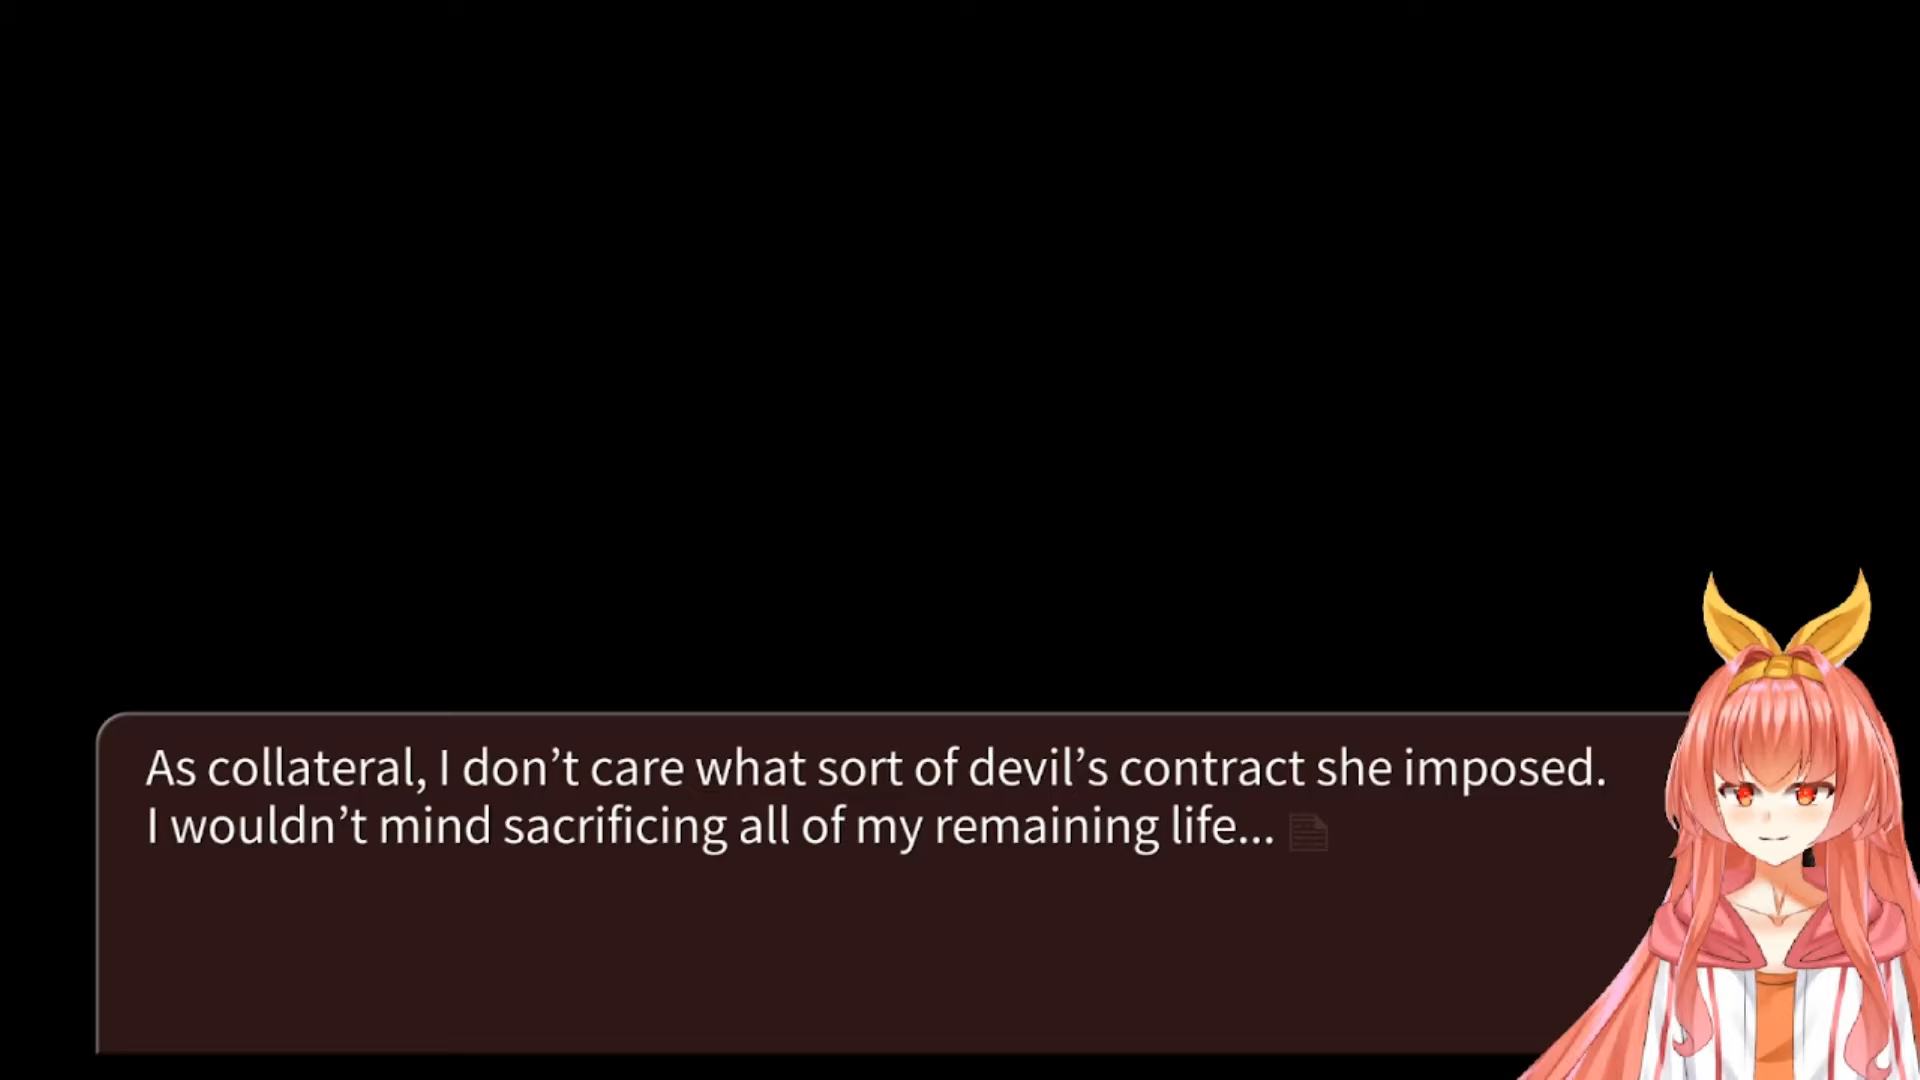 As collateral, I don’t care what sort of devil’s contract she imposed.
I wouldn’t mind sacrificing all of my remaining life...